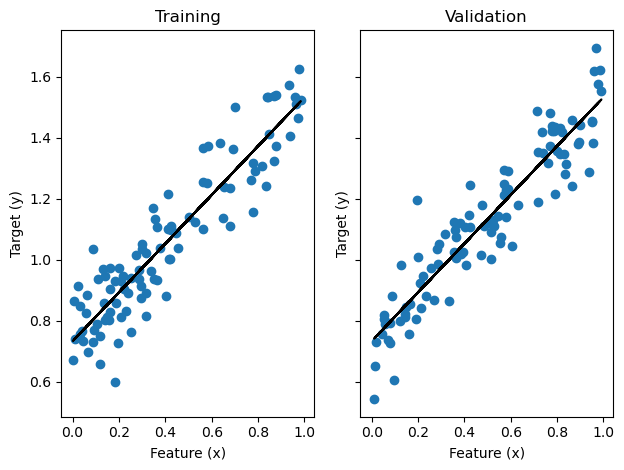 Training
Validation
1.6
1.4
1.2
1.0
0.8
0.6
Target (y)
Target (y)
0.0 0.2 0.4 0.6 0.8 1.0
0.0 0.2 0.4 0.6 0.8 1.0
Feature (x)
Feature (x)